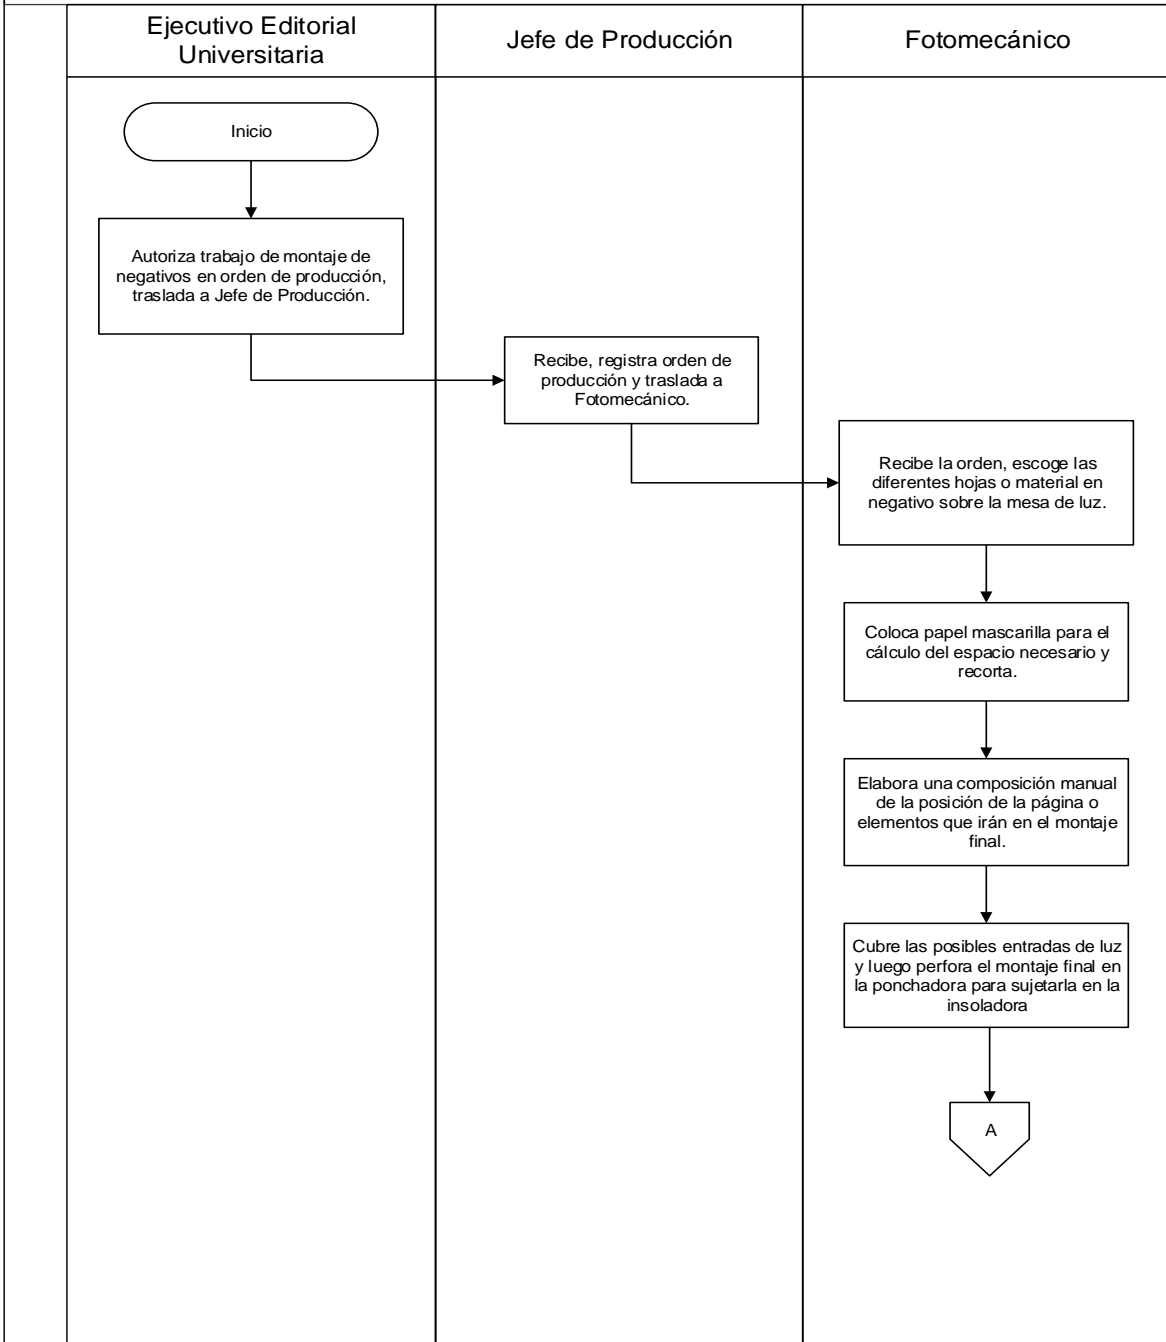 Ejecutivo Editorial
Universitaria
Jefe de Producción
Fotomecánico
Inicio
Autoriza trabajo de montaje de
negativos en orden de producción,
traslada a Jefe de Producción.
Recibe, registra orden de
producción y traslada a
Fotomecánico.
Recibe la orden, escoge las
diferentes hojas o material en
negativo sobre la mesa de luz.
Coloca papel mascarilla para el
cálculo del espacio necesario y
recorta.
Elabora una composición manual
de la posición de la página o
elementos que irán en el montaje
final.
Cubre las posibles entradas de luz
y luego perfora el montaje final en
la ponchadora para sujetarla en la
insoladora
A